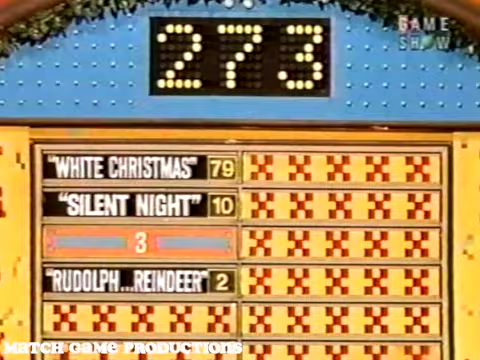 273
GAME
SHOW
"WHITE CHRISTMAS" 79
"SILENT NIGHT" 10
3
"RUDOLPH...REINDEER" 2
MATCH GAME PRODUCTIONS